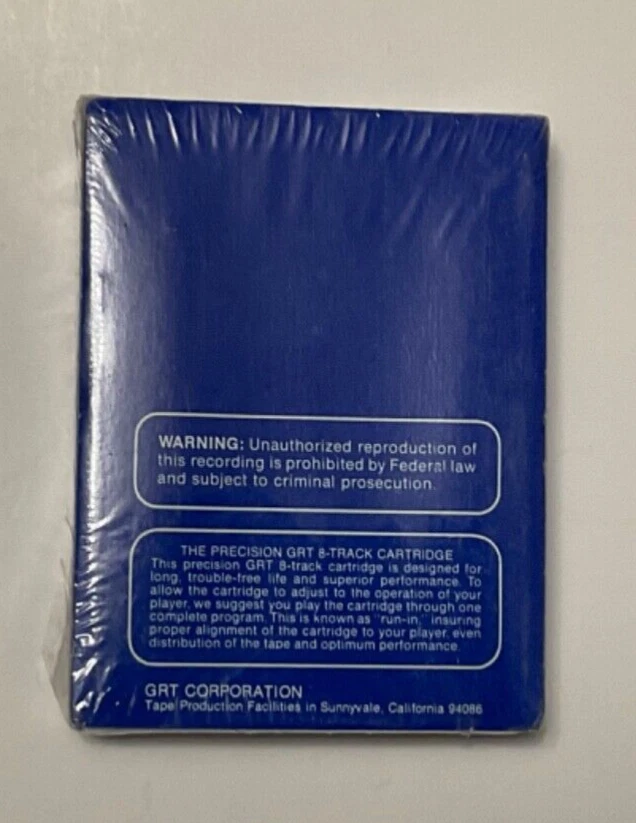 WARNING: Unauthorized reproduction of
this recording is prohibited by Federal law
and subject to criminal prosecution.
THE PRECISION GRT 8-TRACK CARTRIDGE
This precision GRT 8-track cartridge is designed for
long, trouble-free life and superior performance. To
allow the cartridge to adjust to the operation of your
player, we suggest you play the cartridge through one
complete program. This is known as "run-in," insuring
proper alignment of the cartridge to your player, even
distribution of the tape and optimum performance.
GRT CORPORATION
Tape Production Facilities in Sunnyvale, California 94086